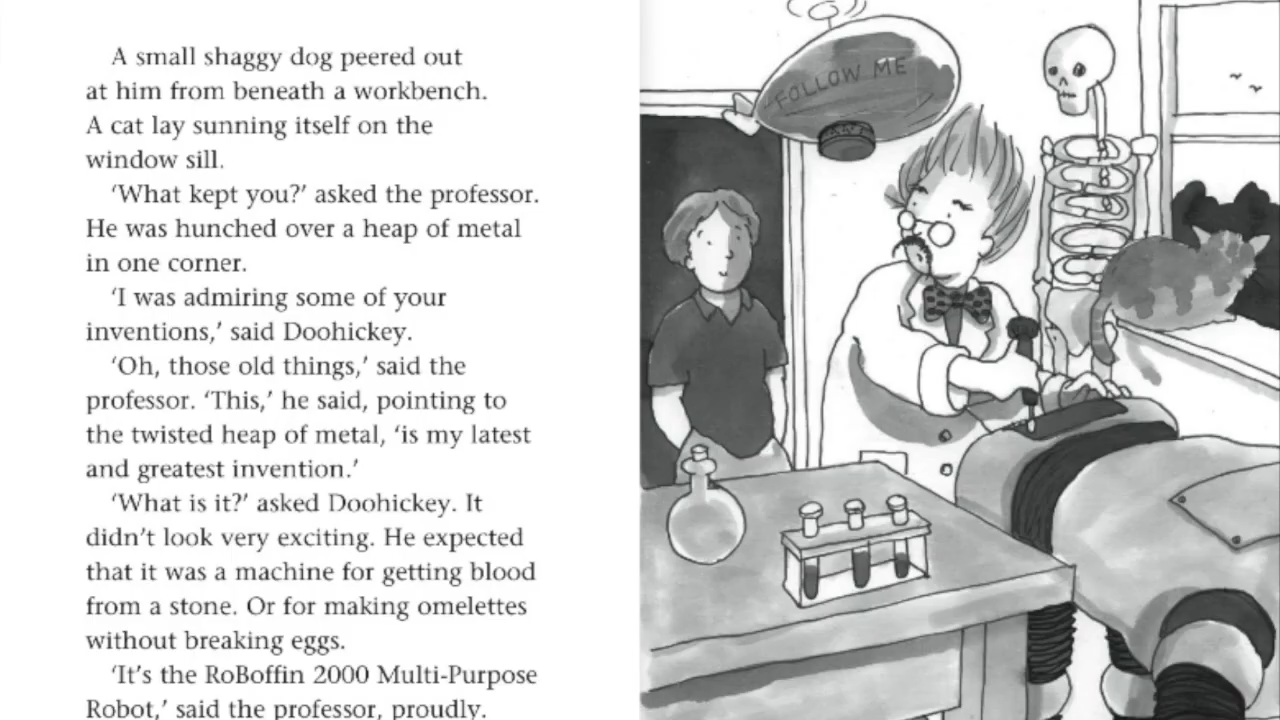 A small shaggy dog peered out
at him from beneath a workbench.
A cat lay sunning itself on the
window sill.
‘What kept you?’ asked the professor.
He was hunched over a heap of metal
in one corner.
‘I was admiring some of your
inventions,’ said Doohickey.
‘Oh, those old things,’ said the
professor. ‘This,’ he said, pointing to
the twisted heap of metal, ‘is my latest
and greatest invention.’
‘What is it?’ asked Doohickey. It
didn’t look very exciting. He expected
that it was a machine for getting blood
from a stone. Or for making omelettes
without breaking eggs.
‘It’s the RoBoffin 2000 Multi-Purpose
Robot,’ said the professor, proudly.
FOLLOW ME